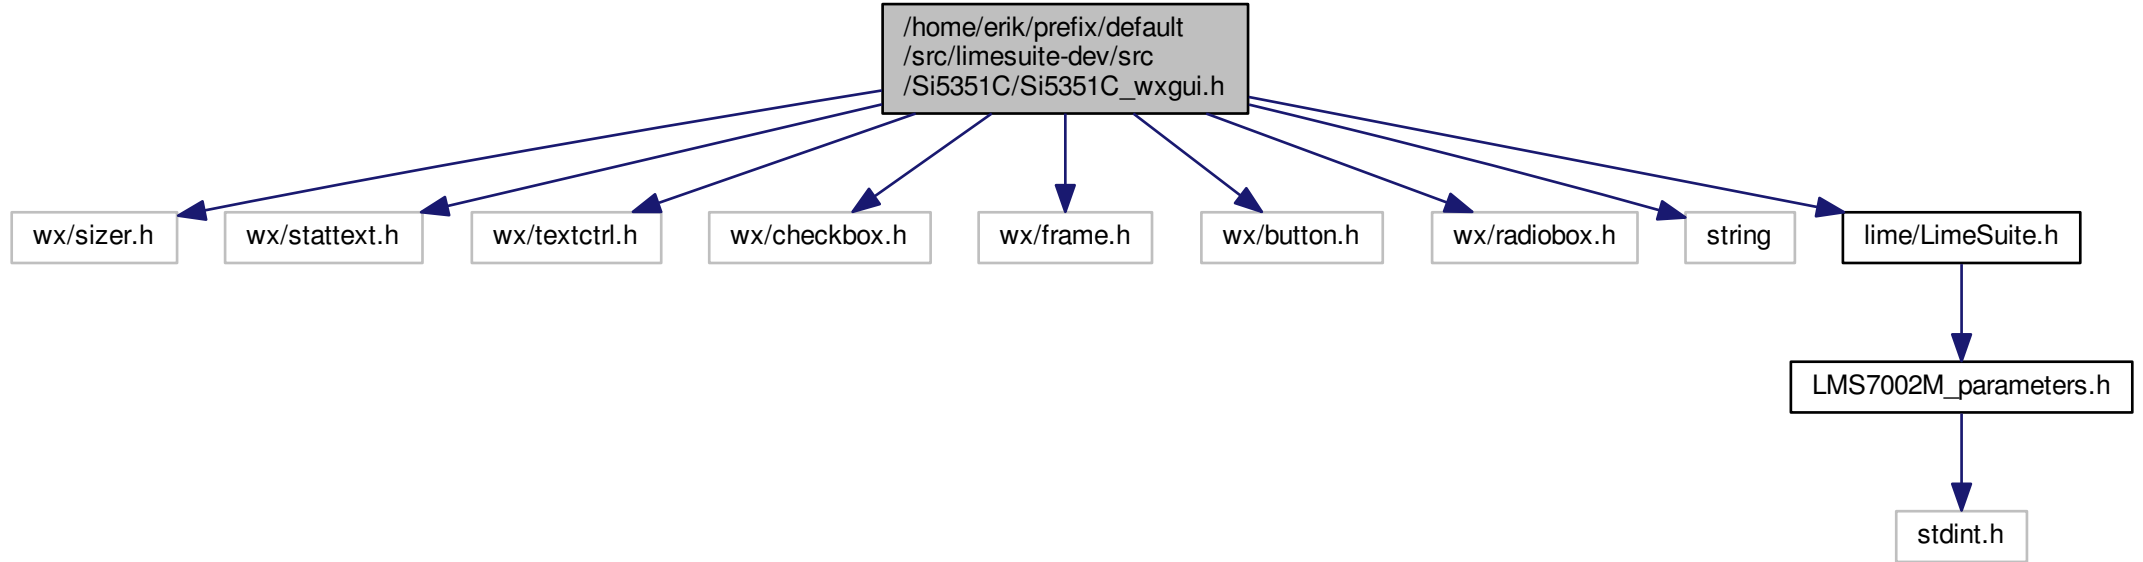 /home/erik/prefix/default
/src/limesuite-dev/src
/Si5351C/Si5351C_wxgui.h
wx/sizer.h
wx/stattext.h
wx/textctrl.h
wx/checkbox.h
wx/frame.h
wx/button.h
wx/radiobox.h
string
lime/LimeSuite.h
LMS7002M_parameters.h
stdint.h